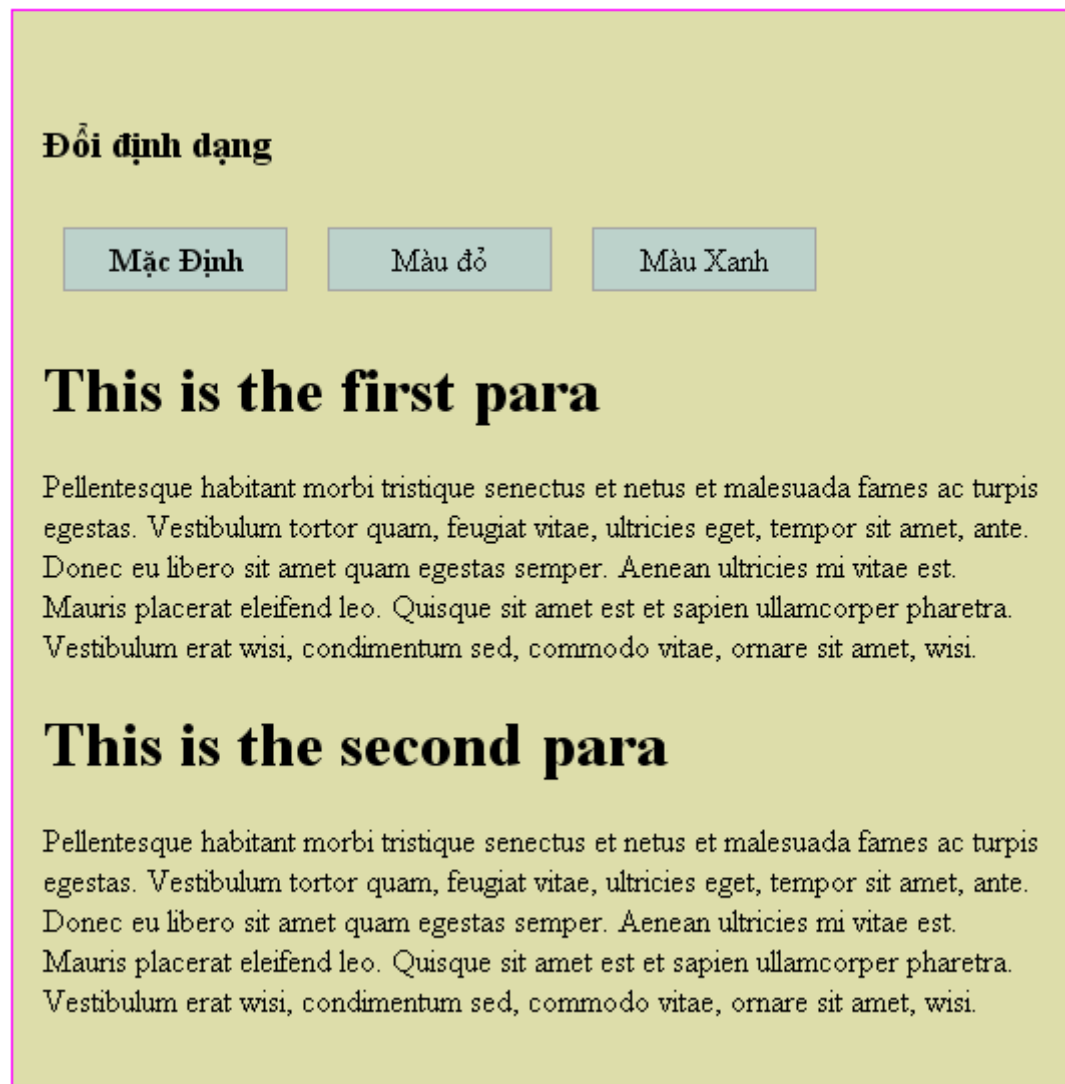 Đổi định dạng
Mặc Định Màu đỏ Màu Xanh
This is the first para
Pellentesque habitant morbi tristique senectus et netus et malesuada fames ac turpis
egestas. Vestibulum tortor quam, feugiat vitae, ultricies eget, tempor sit amet, ante.
Donec eu libero sit amet quam egestas semper. Aenean ultricies mi vitae est.
Mauris placerat eleifend leo. Quisque sit amet est et sapien ullamcorper pharetra.
Vestibulum erat wisi, condimentum sed, commodo vitae, ornare sit amet, wisi.
This is the second para
Pellentesque habitant morbi tristique senectus et netus et malesuada fames ac turpis
egestas. Vestibulum tortor quam, feugiat vitae, ultricies eget, tempor sit amet, ante.
Donec eu libero sit amet quam egestas semper. Aenean ultricies mi vitae est.
Mauris placerat eleifend leo. Quisque sit amet est et sapien ullamcorper pharetra.
Vestibulum erat wisi, condimentum sed, commodo vitae, ornare sit amet, wisi.